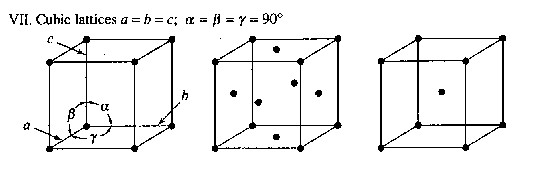 VII. Cubic lattices a = b = c; α = β = γ = 90°
c
b
β
α
a
γ